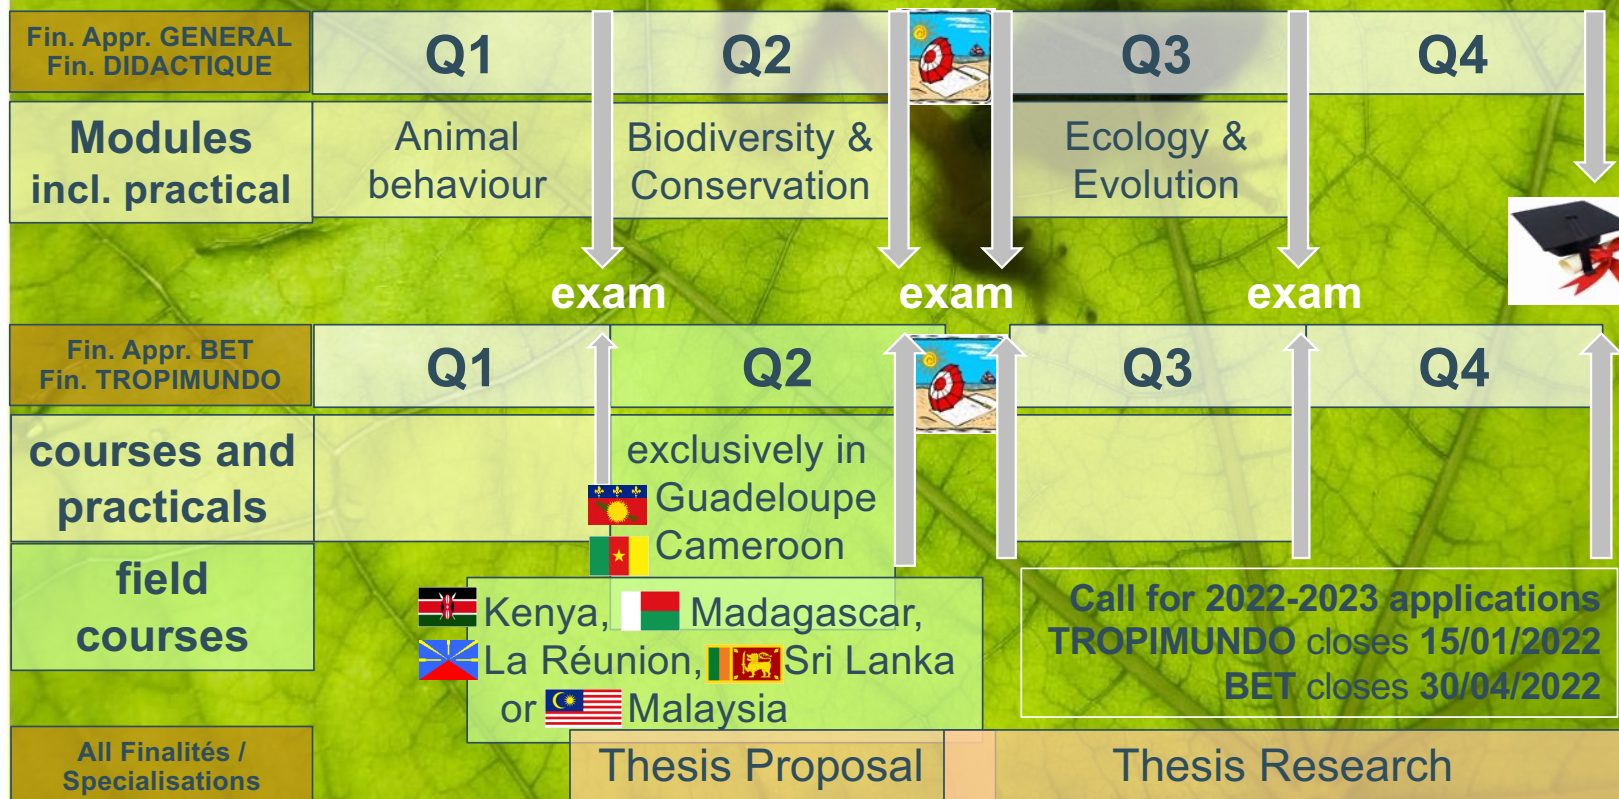 Fin. Appr. GENERAL
Fin. DIDACTIQUE
Q1
Q2
Q3
Q4
Modules
incl. practical
Animal
behaviour
Biodiversity &
Conservation
Ecology &
Evolution
exam
exam
exam
Fin. Appr. BET
Fin. TROPIMUNDO
Q1
Q2
Q3
Q4
courses and
practicals
exclusively in
Guadeloupe
Cameroon
field
courses
Kenya, Madagascar,
La Réunion, Sri Lanka
or Malaysia
Call for 2022-2023 applications
TROPIMUNDO closes 15/01/2022
BET closes 30/04/2022
All Finalités /
Specialisations
Thesis Proposal
Thesis Research